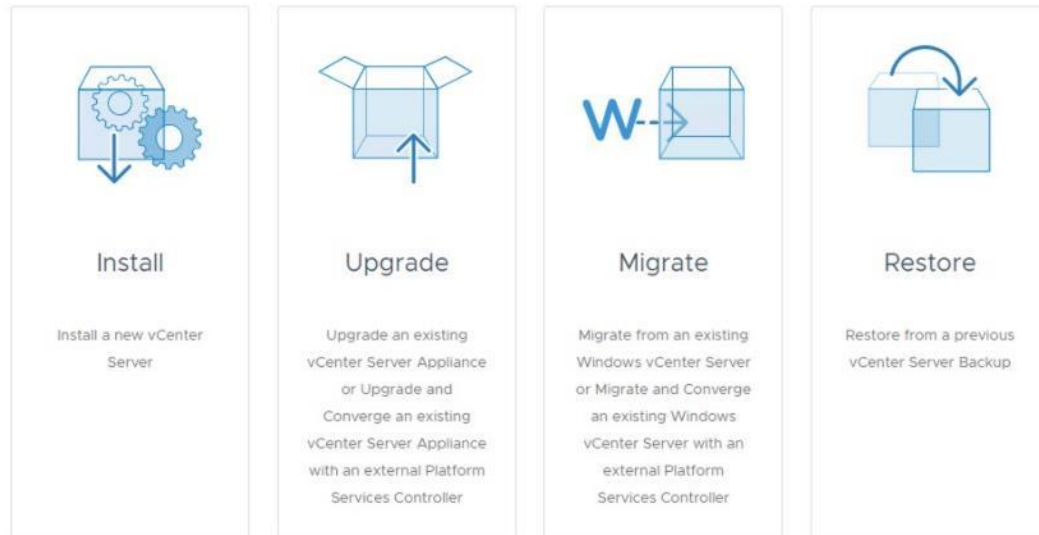 W
Install
Install a new vCenter
Server
Upgrade
Upgrade an existing
vCenter Server Appliance
or Upgrade and
Converge an existing
vCenter Server Appliance
with an external Platform
Services Controller
Migrate
Migrate from an existing
Windows vCenter Server
or Migrate and Converge
an existing Windows
vCenter Server with an
external Platform
Services Controller
Restore
Restore from a previous
vCenter Server Backup